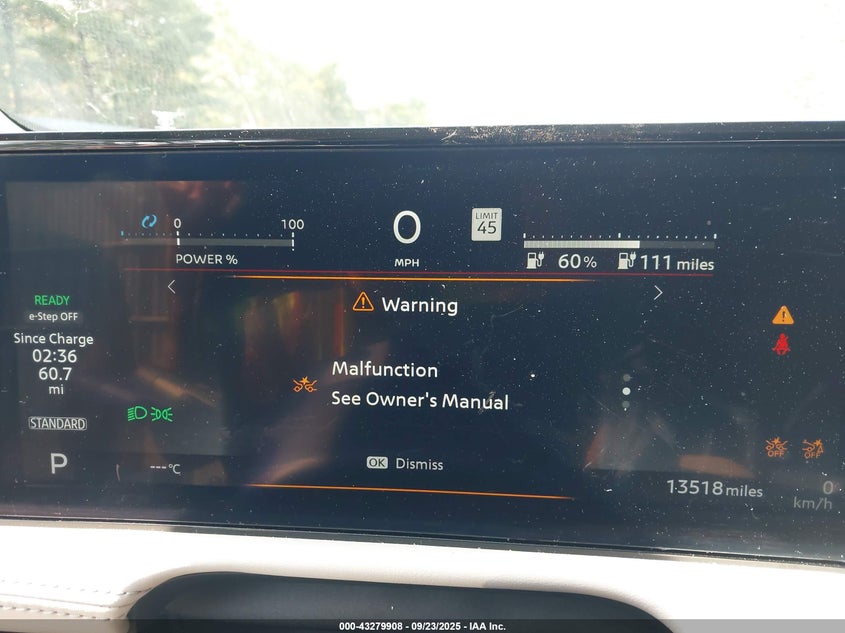 0
100
POWER %
0
MPH
LIMIT
45
60%
111 miles
READY
e-Step OFF
Since Charge
02:36
60.7
mi
STANDARD
P
---°C
Warning
Malfunction
See Owner's Manual
OK Dismiss
OFF
OFF
13518 miles
0
km/h
000-43279908 - 09/23/2025 - IAA Inc.